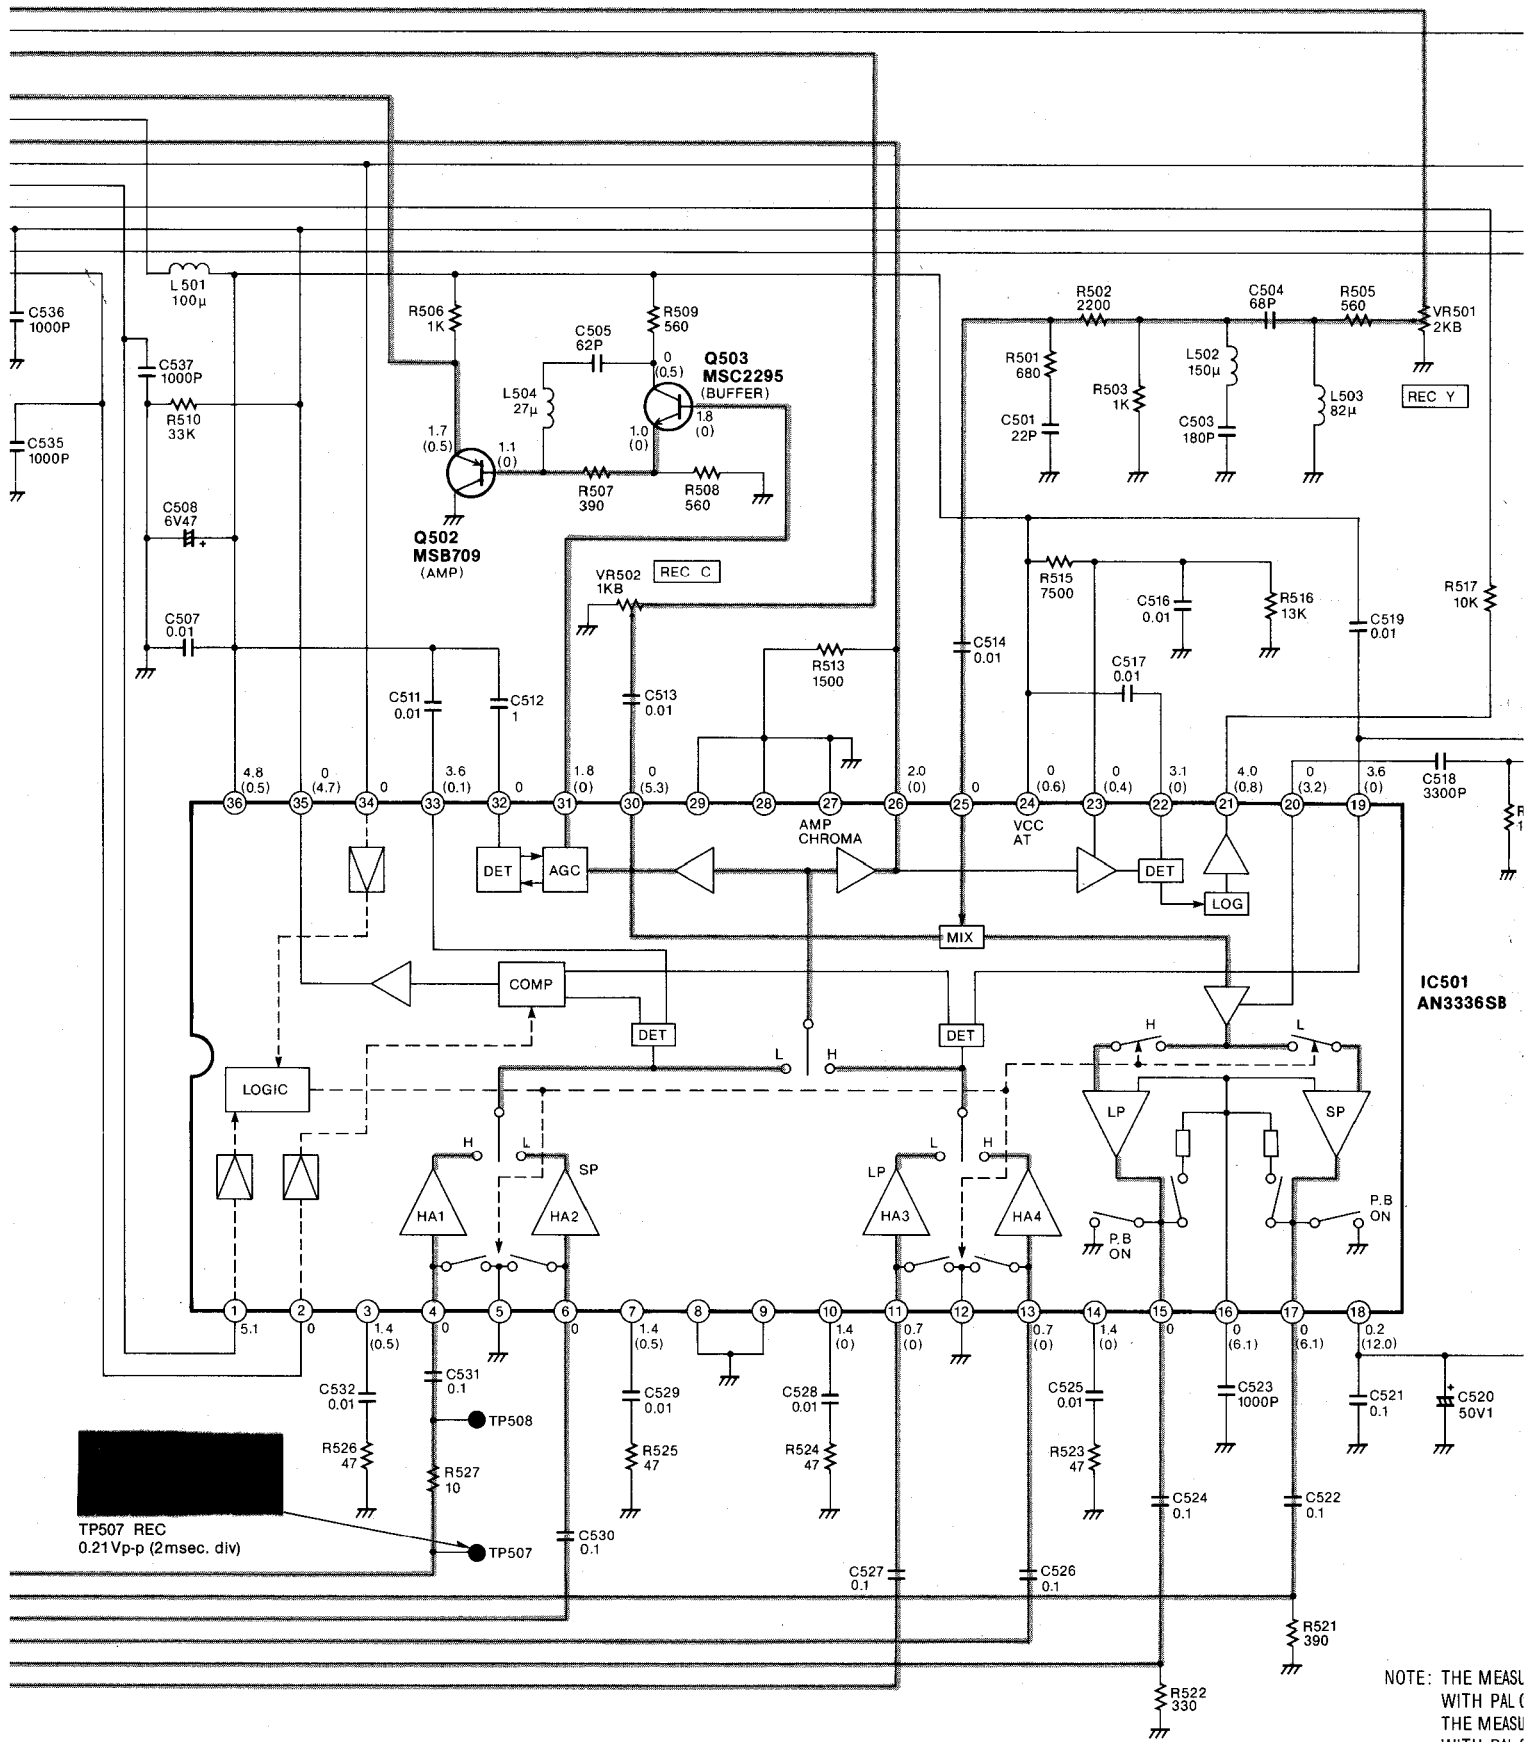 C536
1000P
C535
1000P
L501
100µ
C537
1000P
R510
33K
C508
6V47
+
C507
0.01
R506
1K
C505
62P
R509
560
L504
27µ
0
(0.5)
Q503
MSC2295
(BUFFER)
1.8
(0)
1.0
(0)
1.7
(0.5)
1.1
(0)
R507
390
R508
560
Q502
MSB709
(AMP)
VR502
1KB
REC C
R502
2200
C504
68P
R505
560
VR501
2KB
R501
680
R503
1K
L502
150µ
L503
82µ
REC Y
C501
22P
C503
180P
R515
7500
C516
0.01
R516
13K
R517
10K
C519
0.01
C514
0.01
C517
0.01
R513
1500
C511
0.01
C512
1
C513
0.01
C518
3300P
R
1
4.8
(0.5)
0
(4.7)
0
3.6
(0.1)
0
1.8
(0)
0
(5.3)
2.0
(0)
0
0
(0.6)
0
(0.4)
3.1
(0)
4.0
(0.8)
0
(3.2)
3.6
(0)
36 35 34 33 32 31 30 29 28 27 26 25 24 23 22 21 20 19
AMP
CHROMA
VCC
AT
DET
AGC
DET
LOG
MIX
COMP
DET
DET
IC501
AN3336SB
LOGIC
L
H
H
L
LP
SP
H
L
SP
LP
L
H
HA1
HA2
HA3
HA4
P.B
ON
P.B
ON
1 2 3 4 5 6 7 8 9 10 11 12 13 14 15 16 17 18
5.1
0
1.4
(0.5)
0
0
1.4
(0.5)
1.4
(0)
0.7
(0)
0.7
(0)
1.4
(0)
0
0
(6.1)
0
(6.1)
0.2
(12.0)
C532
0.01
C531
0.1
C529
0.01
C528
0.01
C525
0.01
C523
1000P
C521
0.1
+
C520
50V1
TP508
R526
47
R527
10
R525
47
R524
47
R523
47
C524
0.1
C522
0.1
TP507 REC
0.21Vp-p (2msec. div)
TP507
C530
0.1
C527
0.1
C526
0.1
R521
390
R522
330
NOTE: THE MEASU
WITH PAL
THE MEASU